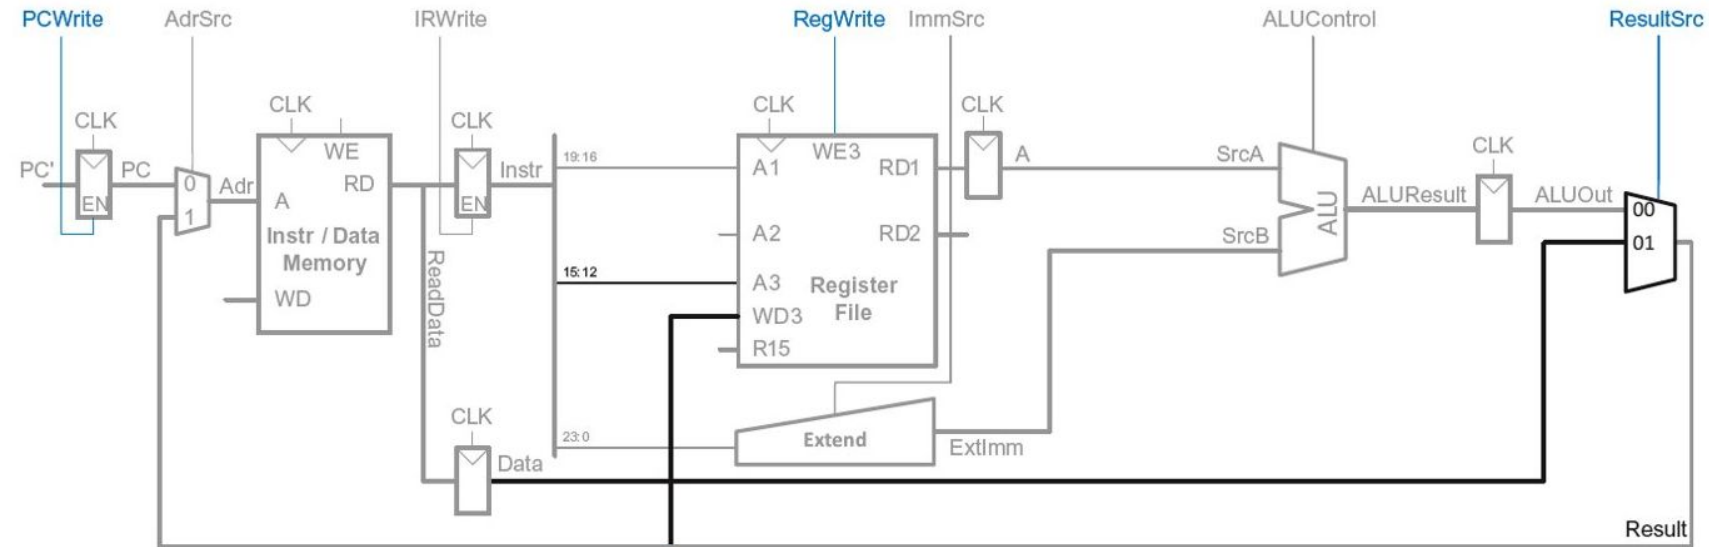 PCWrite AdrSrc IRWrite RegWrite ImmSrc ALUControl ResultSrc
CLK CLK CLK CLK CLK CLK CLK
PC' EN PC 0 1 Adr
WE RD A Instr / Data
Memory
WD
ReadData
EN Instr
19:16
15:12
23:0
A1 WE3 RD1
A2 RD2
A3 Register
WD3 File
R15
A SrcA
SrcB
ALU
ALUResult ALUOut
00
01
Extend
ExtImm
CLK
Data
Result